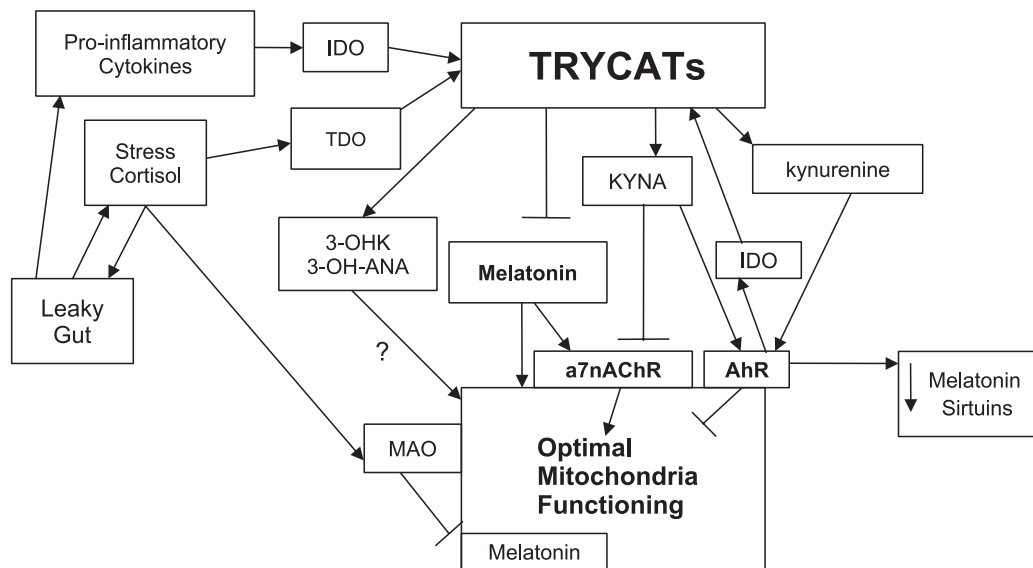 Pro-inflammatory
Cytokines
IDO
TRYCATs
Stress
Cortisol
TDO
KYNA
kynurenine
3-OHK
3-OH-ANA
Melatonin
IDO
Leaky
Gut
?
a7nAChR
AhR
Melatonin
Sirtuins
MAO
Optimal
Mitochondria
Functioning
Melatonin